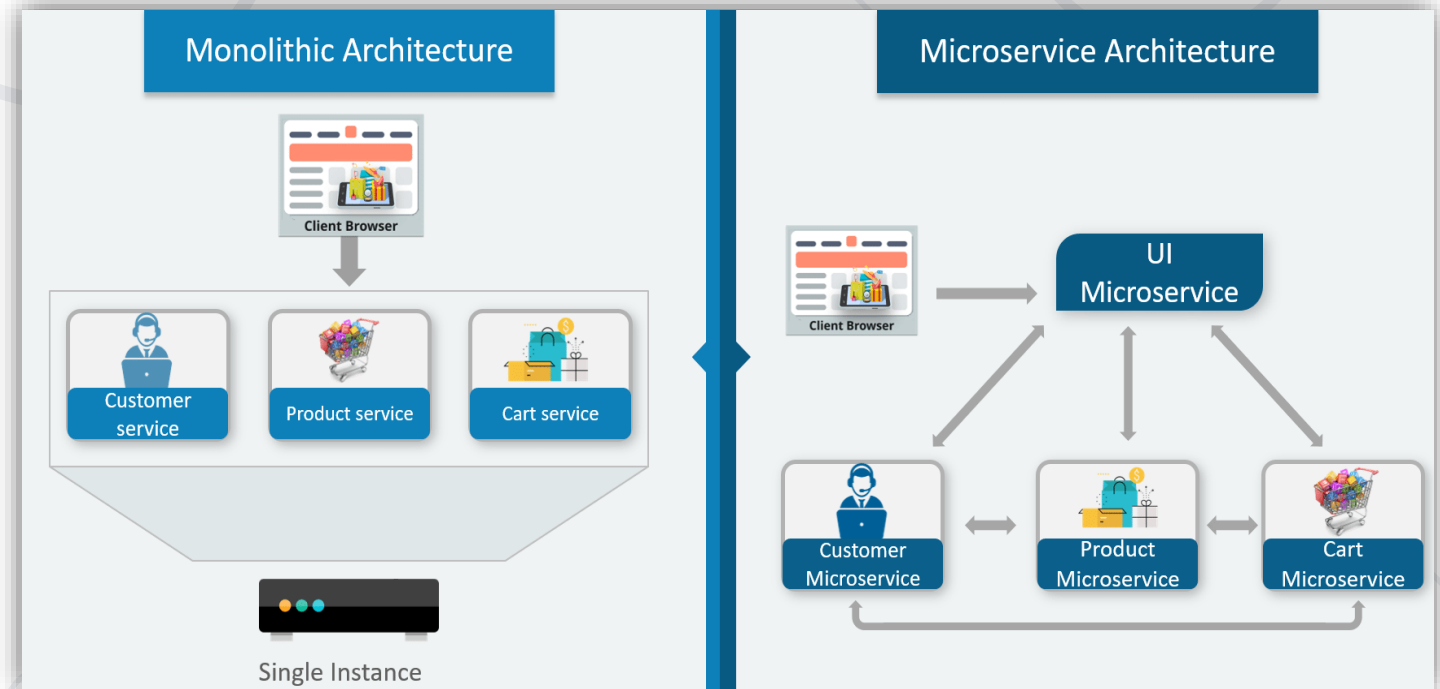 Monolithic Architecture
Client Browser
Customer
service
Product service
Cart service
Single Instance
Microservice Architecture
Client Browser
UI
Microservice
Customer
Microservice
Product
Microservice
Cart
Microservice